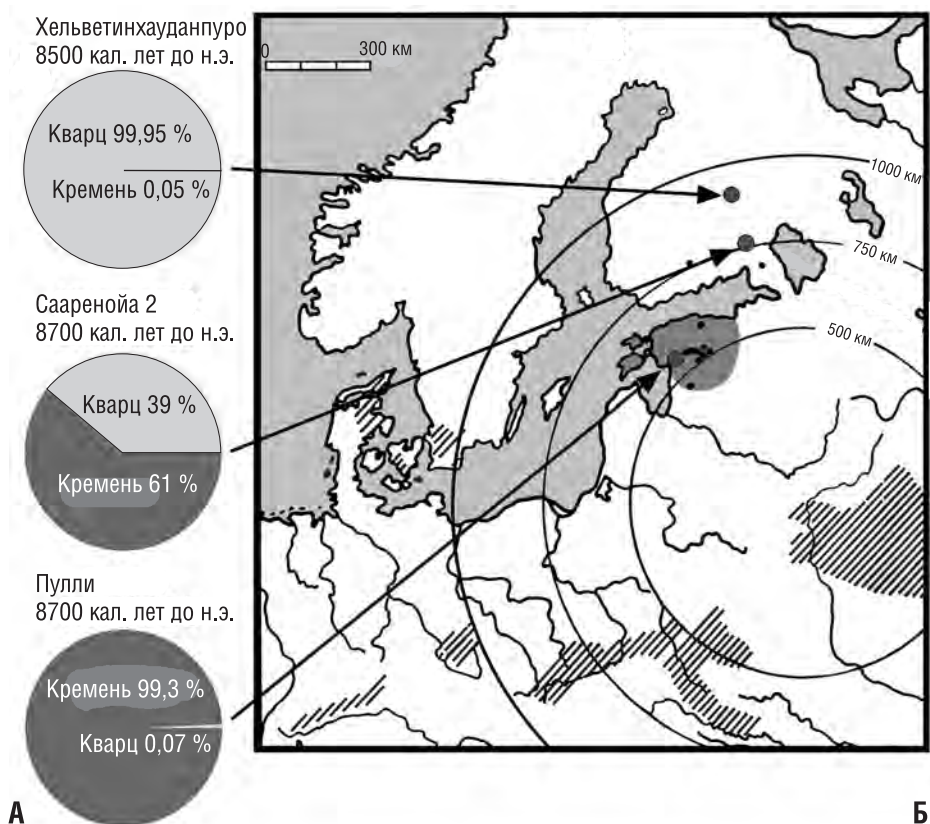 Хельветинхауданпуро
8500 кал. лет до н.э.
Кварц 99,95 %
Кремень 0,05 %
Сааренойа 2
8700 кал. лет до н.э.
Кварц 39 %
Кремень 61 %
Пулли
8700 кал. лет до н.э.
Кремень 99,3 %
Кварц 0,07 %
А
0 300 км
1000 км
750 км
500 км
Б